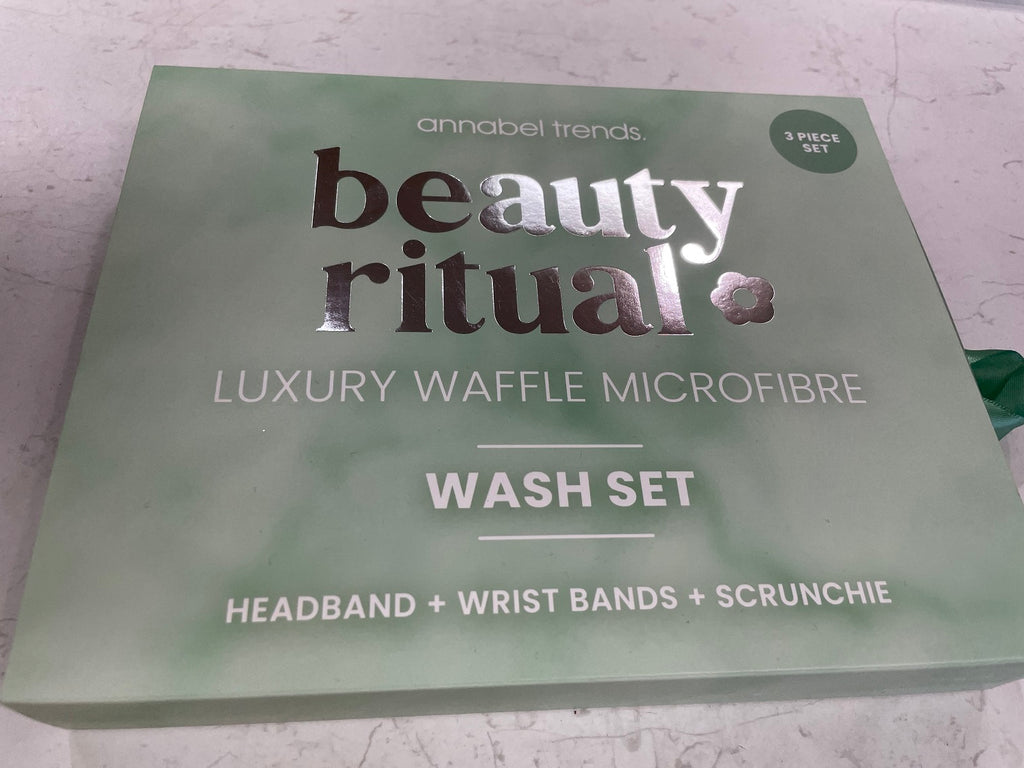 annabel trends.
3 PIECE
SET
beauty
ritual
LUXURY WAFFLE MICROFIBRE
WASH SET
HEADBAND + WRIST BANDS + SCRUNCHIE